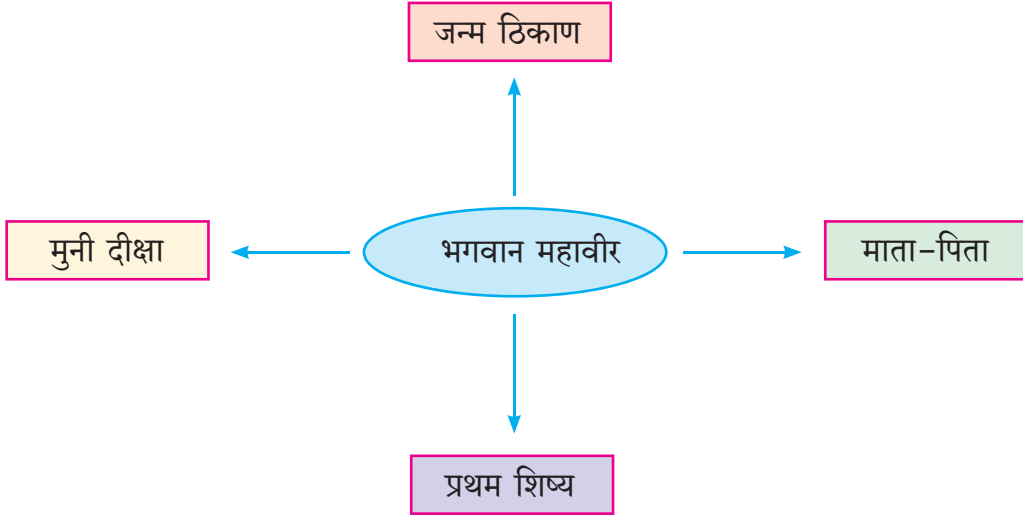 जन्म ठिकाण
मुनी दीक्षा
भगवान महावीर
माता-पिता
प्रथम शिष्य